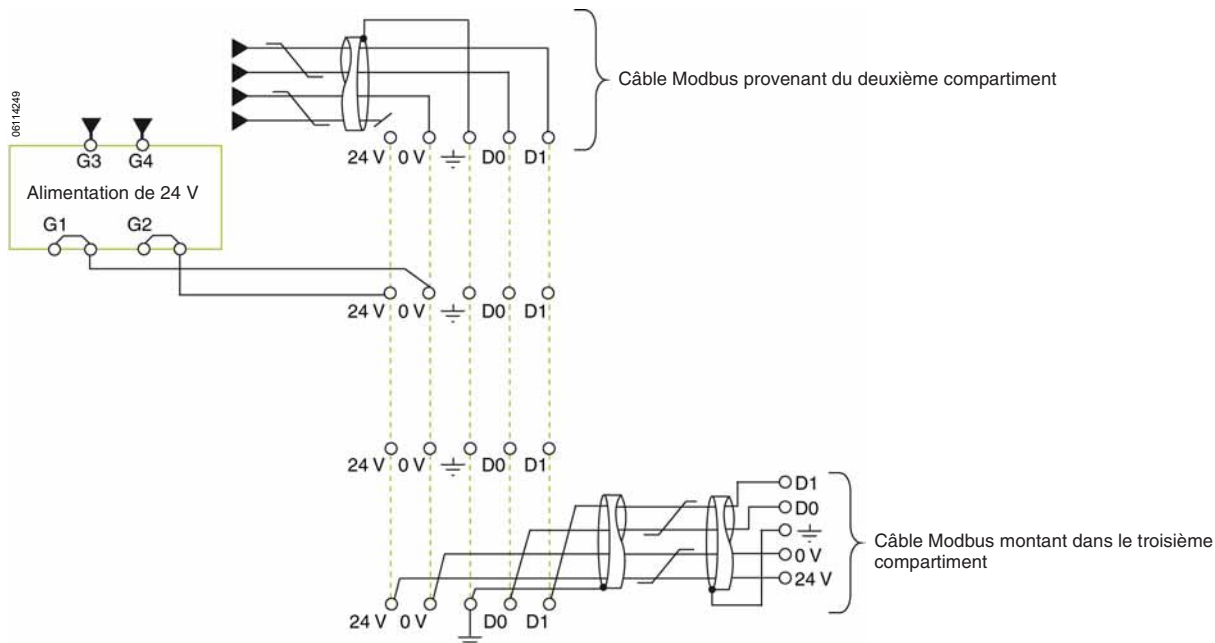 06114249
Câble Modbus provenant du deuxième compartiment
G3 G4
Alimentation de 24 V
G1 G2
24 V 0 V D0 D1
24 V 0 V D0 D1
24 V 0 V D0 D1
D1
D0
0 V
24 V
Câble Modbus montant dans le troisième
compartiment
24 V 0 V D0 D1